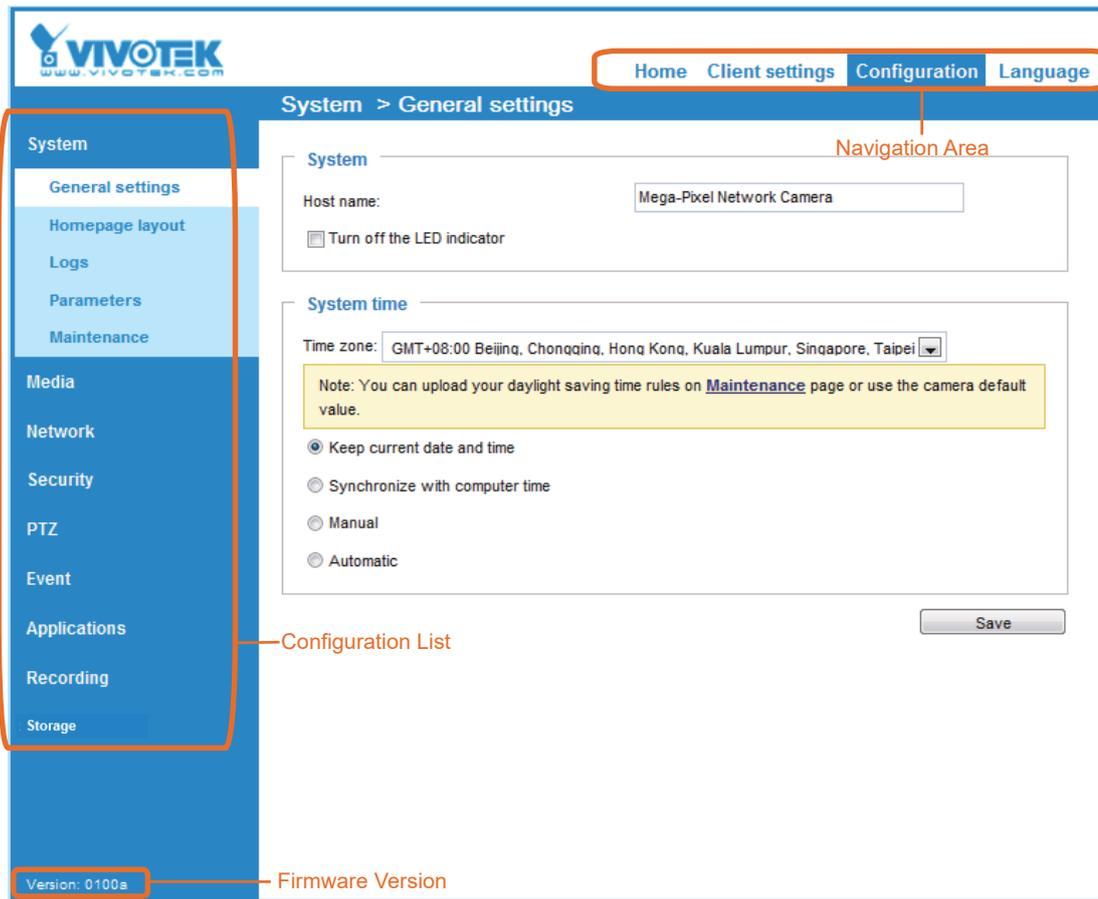 VIVOTEK
www.vivotek.com
Home Client settings Configuration Language
System > General settings
Navigation Area
System
General settings
Homepage layout
Logs
Parameters
Maintenance
Media
Network
Security
PTZ
Event
Applications
Recording
Storage
Version: 0100a
System
Host name: Mega-Pixel Network Camera
Turn off the LED indicator
System time
Time zone: GMT+08:00 Beijing, Chongqing, Hong Kong, Kuala Lumpur, Singapore, Taipei
Note: You can upload your daylight saving time rules on Maintenance page or use the camera default
value.
Keep current date and time
Synchronize with computer time
Manual
Automatic
Save
Configuration List
Firmware Version